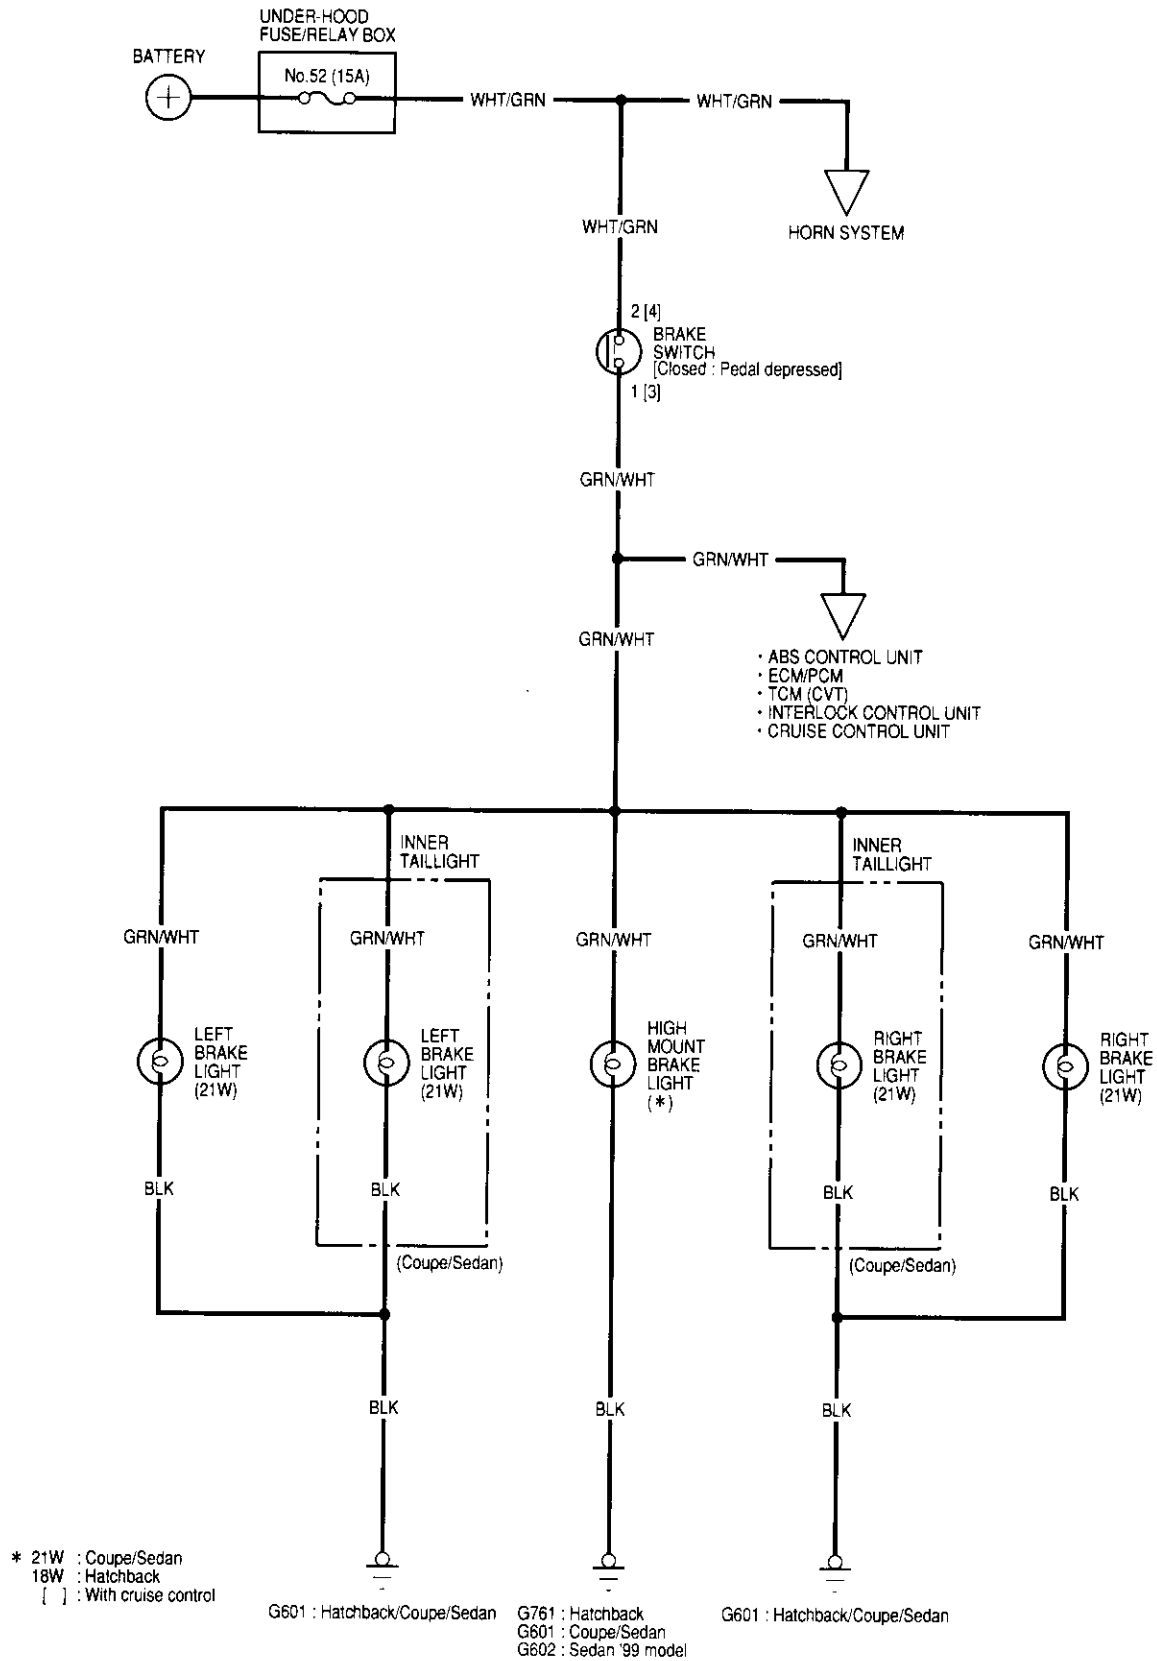 UNDER-HOOD
FUSE/RELAY BOX
BATTERY
No.52 (15A)
WHT/GRN
WHT/GRN
WHT/GRN
HORN SYSTEM
2 [4]
BRAKE
SWITCH
[Closed : Pedal depressed]
1 [3]
GRN/WHT
GRN/WHT
GRN/WHT
· ABS CONTROL UNIT
· ECM/PCM
· TCM (CVT)
· INTERLOCK CONTROL UNIT
· CRUISE CONTROL UNIT
INNER
TAILLIGHT
INNER
TAILLIGHT
GRN/WHT
GRN/WHT
GRN/WHT
GRN/WHT
GRN/WHT
LEFT
BRAKE
LIGHT
(21W)
LEFT
BRAKE
LIGHT
(21W)
HIGH
MOUNT
BRAKE
LIGHT
(*)
RIGHT
BRAKE
LIGHT
(21W)
RIGHT
BRAKE
LIGHT
(21W)
BLK
BLK
BLK
BLK
(Coupe/Sedan)
(Coupe/Sedan)
BLK
BLK
BLK
* 21W : Coupe/Sedan
18W : Hatchback
[ ] : With cruise control
G601 : Hatchback/Coupe/Sedan
G761 : Hatchback
G601 : Coupe/Sedan
G602 : Sedan '99 model
G601 : Hatchback/Coupe/Sedan